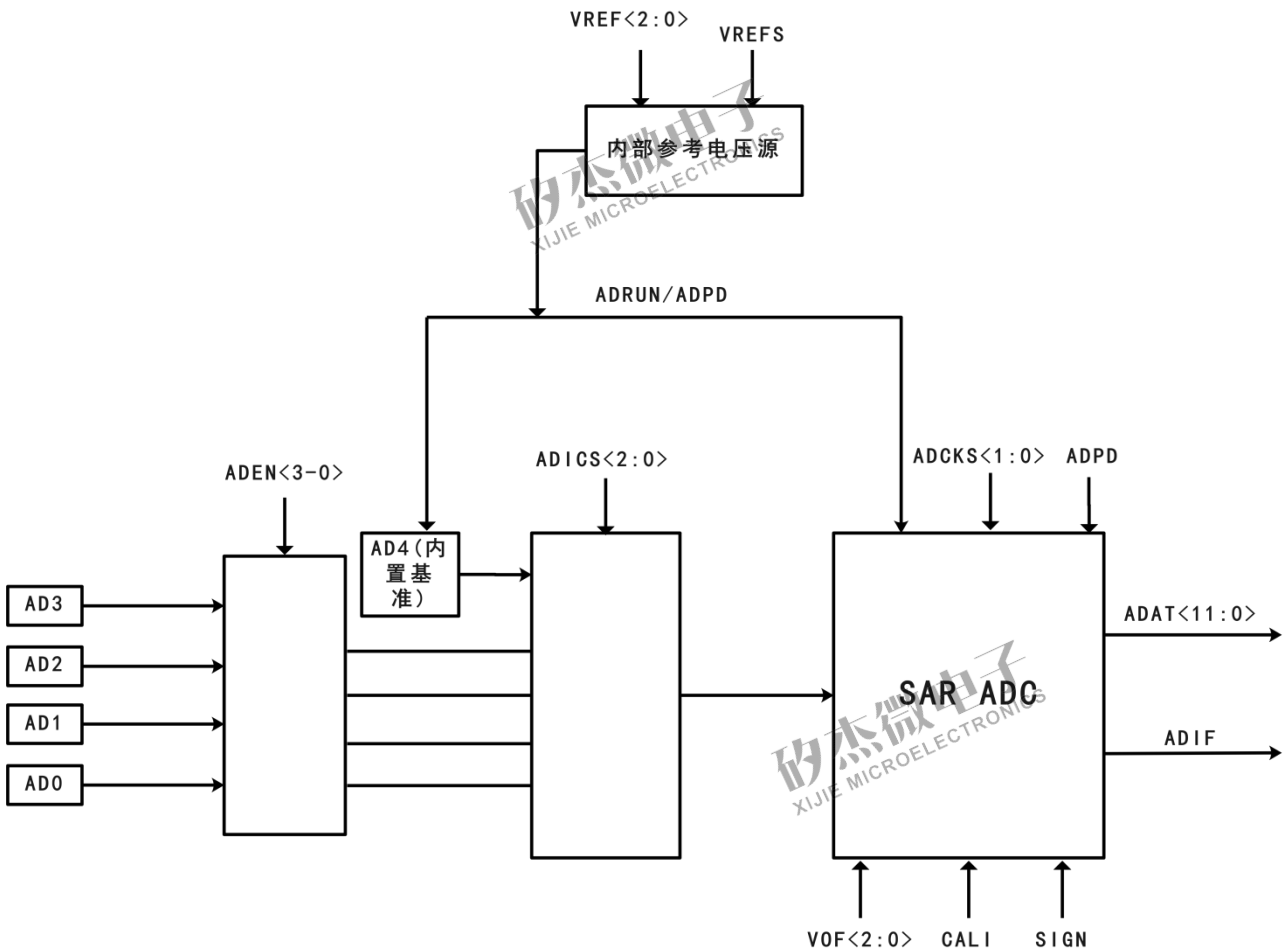 VREF<2:0>
VREFS
内部参考电压源
矽杰微电子
XIJIE MICROELECTRONICS
ADRUN/ADPD
ADEN<3-0>
ADICS<2:0>
ADCKS<1:0>
ADPD
AD4(内
置基
准)
AD3
AD2
AD1
AD0
SAR ADC
矽杰微电子
XIJIE MICROELECTRONICS
ADAT<11:0>
ADIF
VOF<2:0>
CALI
SIGN